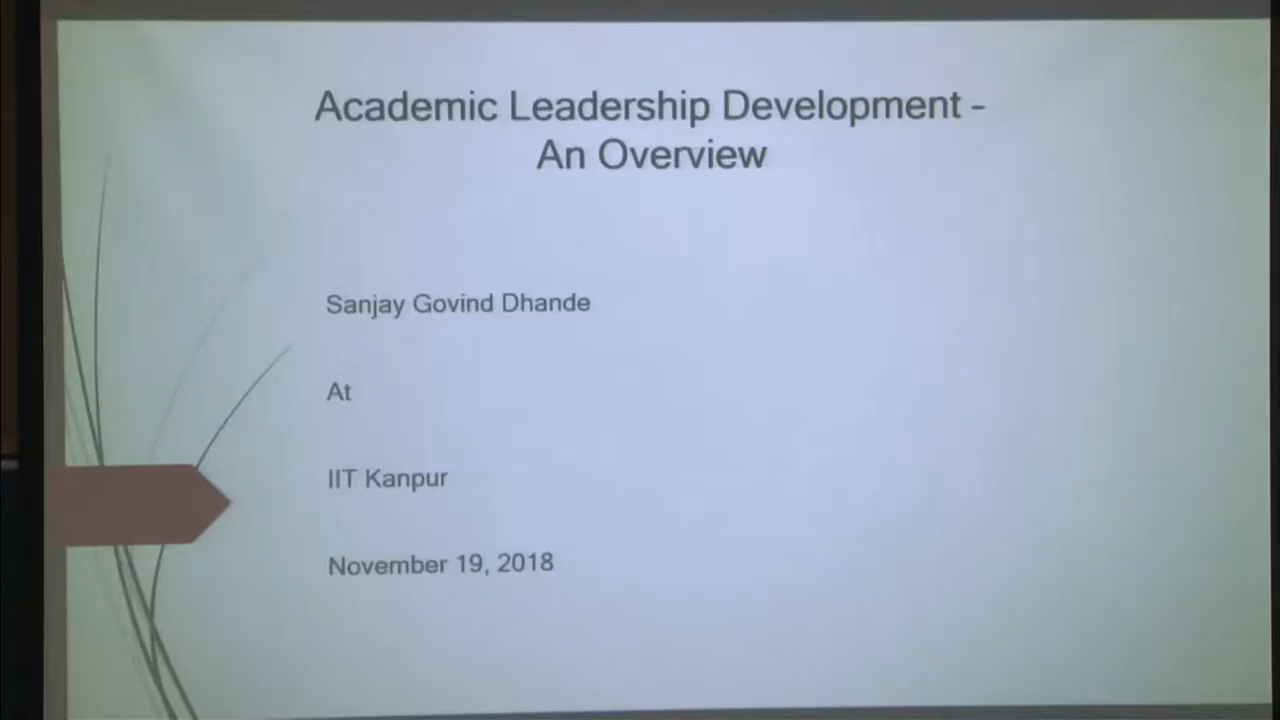 Academic Leadership Development -
An Overview
Sanjay Govind Dhande
At
IIT Kanpur
November 19, 2018